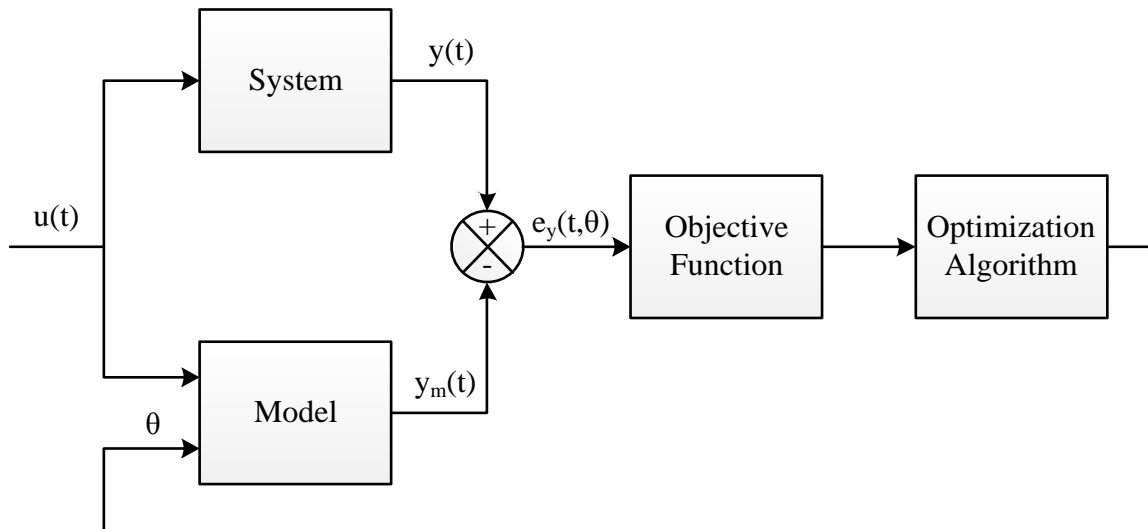 System
y(t)
u(t)
+
-
e_y(t,θ)
Objective
Function
Optimization
Algorithm
Model
y_m(t)
θ